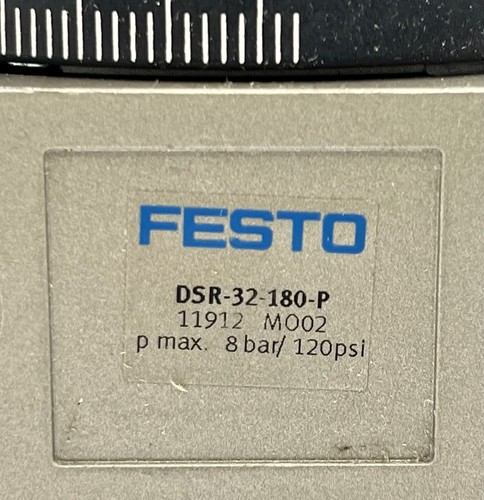 FESTO
DSR-32-180-P
11912 M002
p max. 8 bar/ 120psi